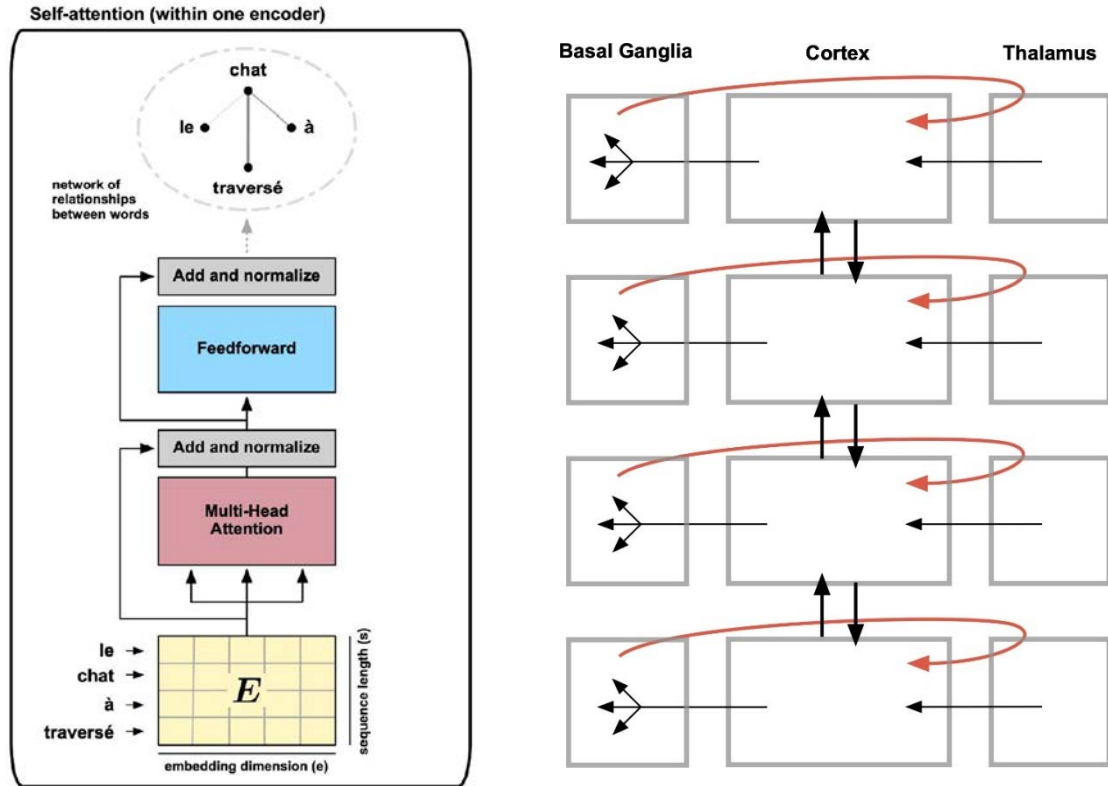 Self-attention (within one encoder)
chat
le
à
traversé
network of
relationships
between words
Add and normalize
Feedforward
Add and normalize
Multi-Head
Attention
le
chat
à
traversé
E
sequence length (s)
embedding dimension (e)
Basal Ganglia
Cortex
Thalamus